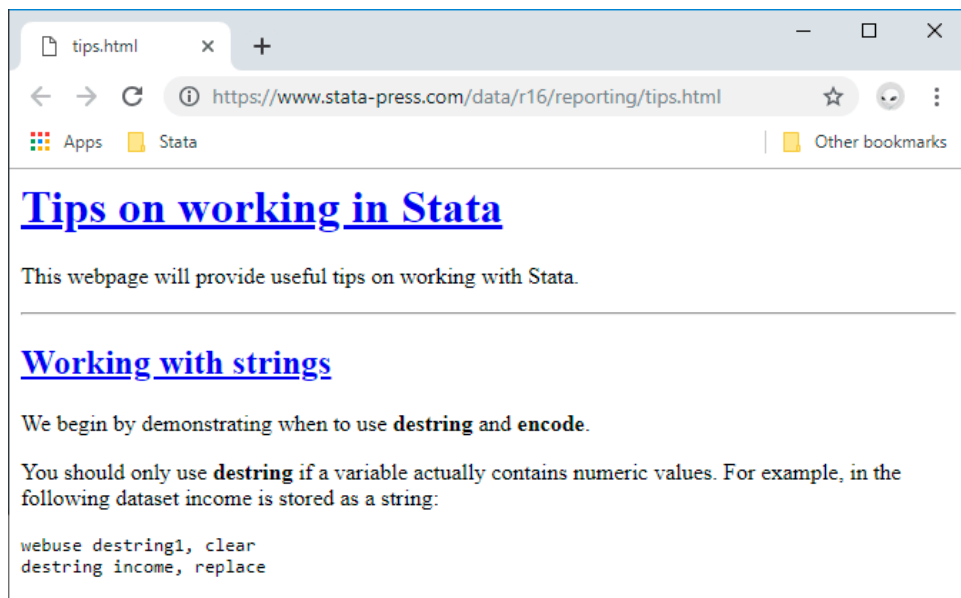 tips.html
https://www.stata-press.com/data/r16/reporting/tips.html
Apps Stata Other bookmarks
Tips on working in Stata
This webpage will provide useful tips on working with Stata.
Working with strings
We begin by demonstrating when to use destring and encode.
You should only use destring if a variable actually contains numeric values. For example, in the
following dataset income is stored as a string:
webuse destring1, clear
destring income, replace